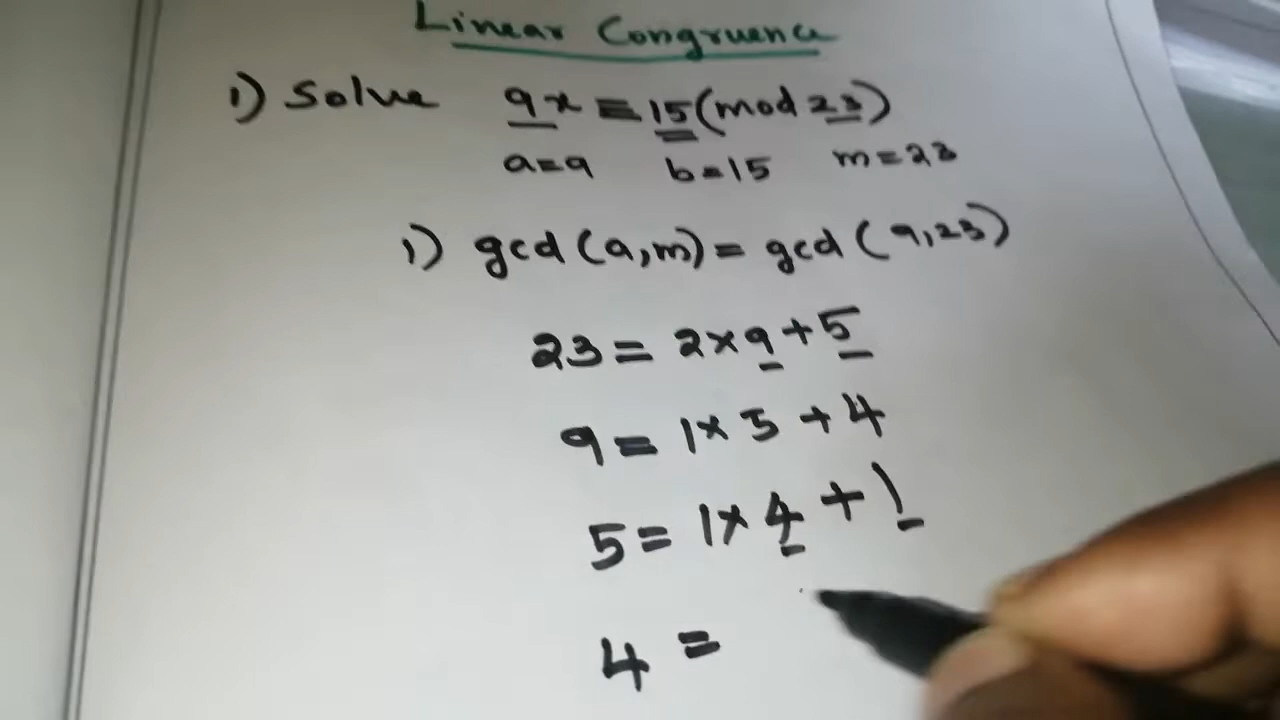 Linear Congruence
1) Solve 9x ≡ 15 (mod 23)
a=9 b=15 m=23
1) gcd(a,m) = gcd(9,23)
23 = 2×9+5
9 = 1×5+4
5 = 1×4+1
4 =